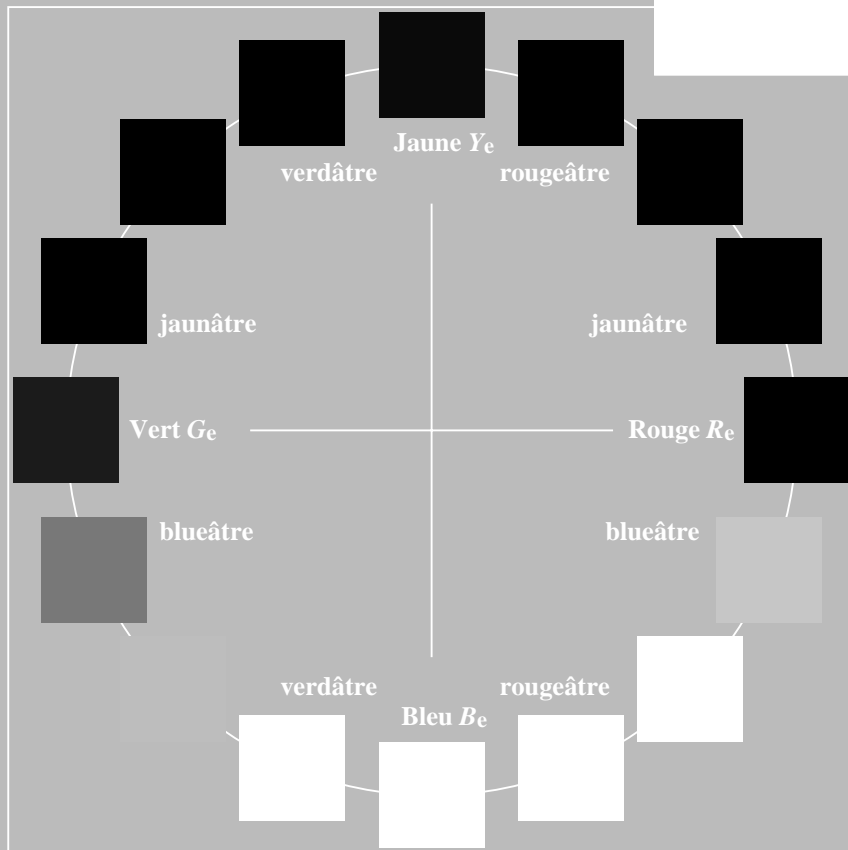 Jaune Ye
verdâtre rougeâtre
jaunâtre jaunâtre
Vert Ge Rouge Re
blueâtre blueâtre
verdâtre rougeâtre
Bleu Be